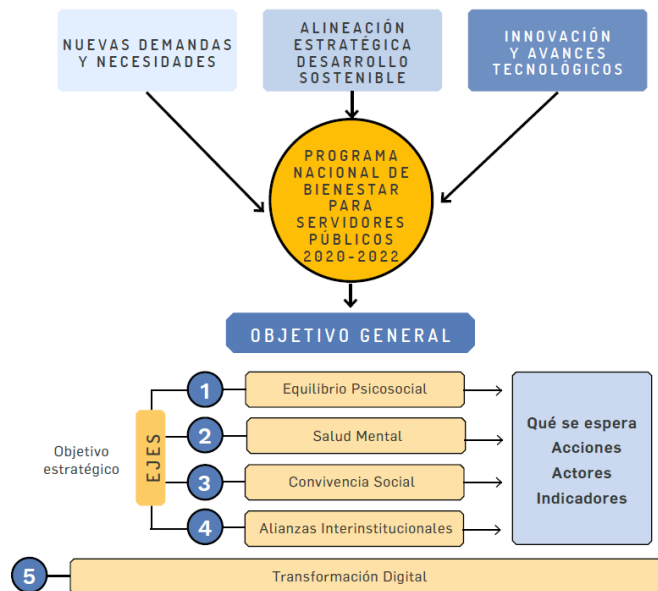 NUEVAS DEMANDAS
Y NECESIDADES
ALINEACIÓN
ESTRATÉGICA
DESARROLLO
SOSTENIBLE
INNOVACIÓN
Y AVANCES
TECNOLÓGICOS
PROGRAMA
NACIONAL DE
BIENESTAR
PARA
SERVIDORES
PÚBLICOS
2020-2022
OBJETIVO GENERAL
Objetivo
estratégico
EJES
1
Equilibrio Psicosocial
2
Salud Mental
3
Convivencia Social
4
Alianzas Interinstitucionales
Qué se espera
Acciones
Actores
Indicadores
5
Transformación Digital